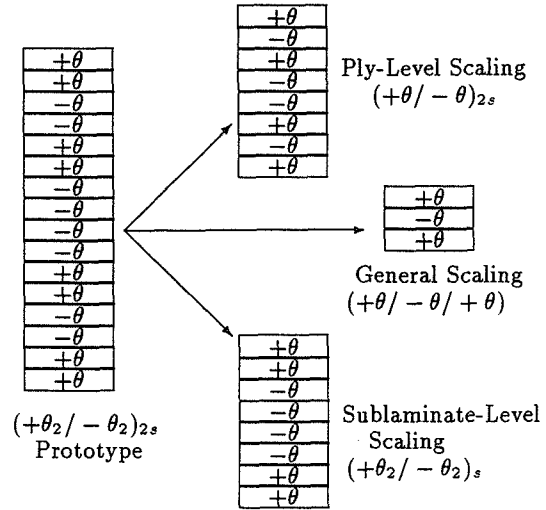 +θ
+θ
−θ
−θ
+θ
+θ
−θ
−θ
−θ
−θ
+θ
+θ
−θ
−θ
+θ
+θ
(+θ₂/ − θ₂)₂ₛ
Prototype
+θ
−θ
+θ
−θ
−θ
+θ
−θ
+θ
Ply-Level Scaling
(+θ/ − θ)₂ₛ
+θ
−θ
+θ
General Scaling
(+θ/ − θ/ + θ)
+θ
+θ
−θ
−θ
−θ
−θ
+θ
+θ
Sublaminate-Level
Scaling
(+θ₂/ − θ₂)ₛ